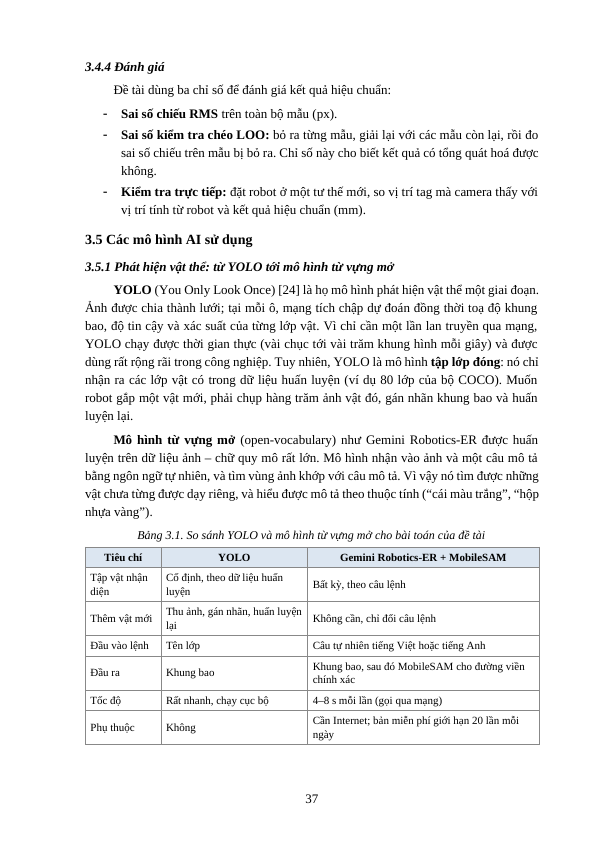 3.4.4 Đánh giá
Đề tài dùng ba chỉ số để đánh giá kết quả hiệu chuẩn:
- Sai số chiếu RMS trên toàn bộ mẫu (px).
- Sai số kiểm tra chéo LOO: bỏ ra từng mẫu, giải lại với các mẫu còn lại, rồi đo
sai số chiếu trên mẫu bị bỏ ra. Chỉ số này cho biết kết quả có tổng quát hoá được
không.
- Kiểm tra trực tiếp: đặt robot ở một tư thế mới, so vị trí tag mà camera thấy với
vị trí tính từ robot và kết quả hiệu chuẩn (mm).
3.5 Các mô hình AI sử dụng
3.5.1 Phát hiện vật thể: từ YOLO tới mô hình từ vựng mở
YOLO (You Only Look Once) [24] là họ mô hình phát hiện vật thể một giai đoạn.
Ảnh được chia thành lưới; tại mỗi ô, mạng tích chập dự đoán đồng thời toạ độ khung
bao, độ tin cậy và xác suất của từng lớp vật. Vì chỉ cần một lần lan truyền qua mạng,
YOLO chạy được thời gian thực (vài chục tới vài trăm khung hình mỗi giây) và được
dùng rất rộng rãi trong công nghiệp. Tuy nhiên, YOLO là mô hình tập lớp đóng: nó chỉ
nhận ra các lớp vật có trong dữ liệu huấn luyện (ví dụ 80 lớp của bộ COCO). Muốn
robot gắp một vật mới, phải chụp hàng trăm ảnh vật đó, gán nhãn khung bao và huấn
luyện lại.
Mô hình từ vựng mở (open-vocabulary) như Gemini Robotics-ER được huấn
luyện trên dữ liệu ảnh – chữ quy mô rất lớn. Mô hình nhận vào ảnh và một câu mô tả
bằng ngôn ngữ tự nhiên, và tìm vùng ảnh khớp với câu mô tả. Vì vậy nó tìm được những
vật chưa từng được dạy riêng, và hiểu được mô tả theo thuộc tính (“cái màu trắng”, “hộp
nhựa vàng”).
Bảng 3.1. So sánh YOLO và mô hình từ vựng mở cho bài toán của đề tài
Tiêu chí YOLO Gemini Robotics-ER + MobileSAM
Tập vật nhận
diện
Cố định, theo dữ liệu huấn
luyện
Bất kỳ, theo câu lệnh
Thêm vật mới
Thu ảnh, gán nhãn, huấn luyện
lại
Không cần, chỉ đổi câu lệnh
Đầu vào lệnh Tên lớp Câu tự nhiên tiếng Việt hoặc tiếng Anh
Đầu ra Khung bao
Khung bao, sau đó MobileSAM cho đường viền
chính xác
Tốc độ Rất nhanh, chạy cục bộ 4–8 s mỗi lần (gọi qua mạng)
Phụ thuộc Không
Cần Internet; bản miễn phí giới hạn 20 lần mỗi
ngày
37